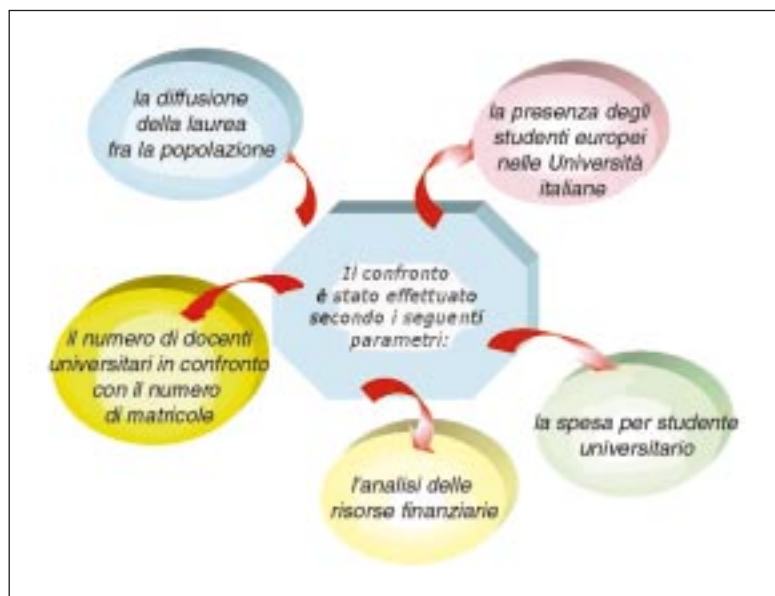 la diffusione
della laurea
fra la popolazione
la presenza degli
studenti europei
nelle Università
italiane
Il confronto
è stato effettuato
secondo i seguenti
parametri:
il numero di docenti
universitari in confronto
con il numero
di matricole
la spesa per studente
universitario
l'analisi delle
risorse finanziarie